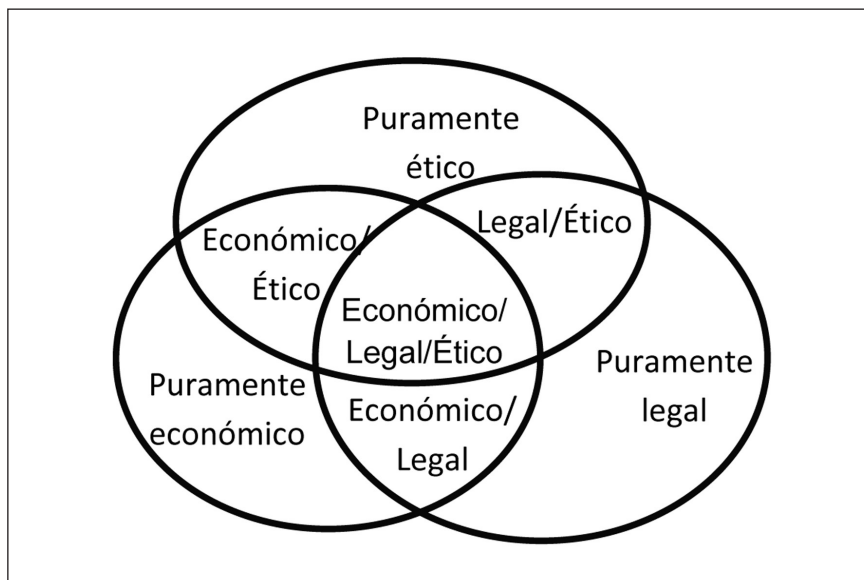 Puramente
ético
Legal/Ético
Económico/
Ético
Económico/
Legal/Ético
Puramente
legal
Puramente
económico
Económico/
Legal